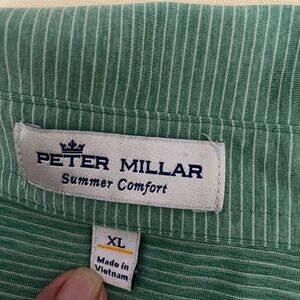 PETER MILLAR
Summer Comfort
XL
Made in
Vietnam